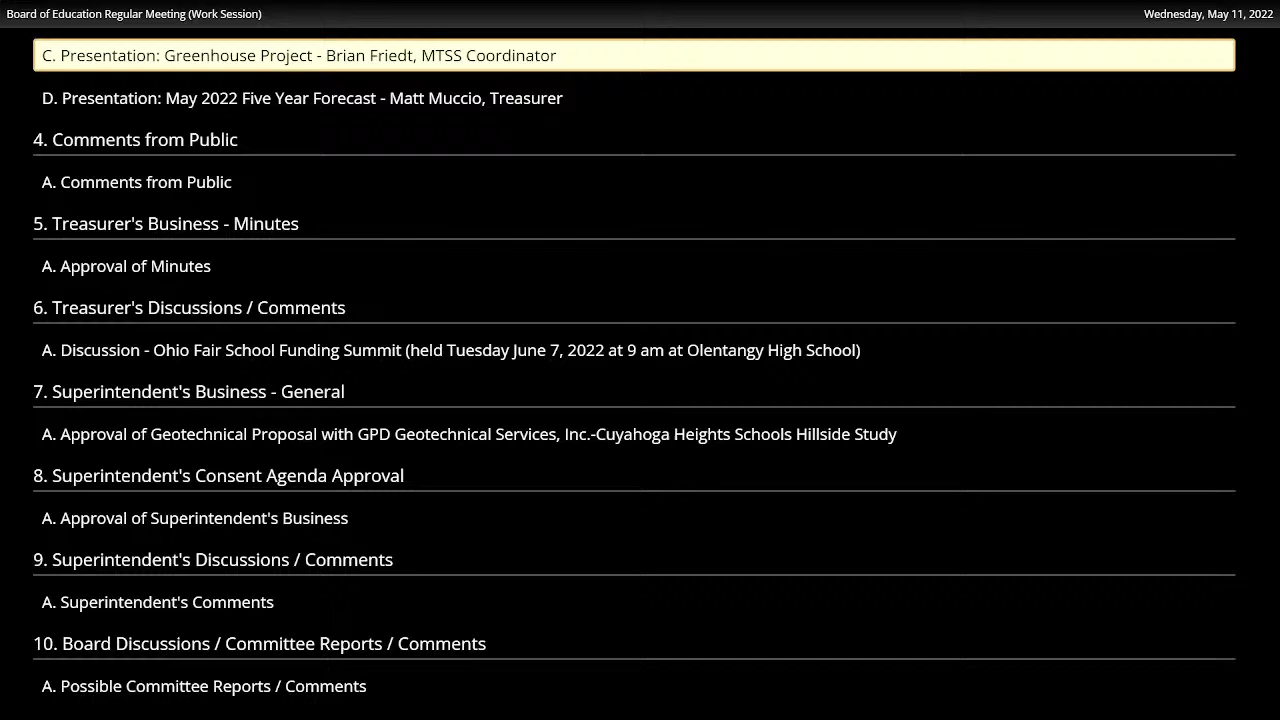 Board of Education Regular Meeting (Work Session)
Wednesday, May 11, 2022
C. Presentation: Greenhouse Project - Brian Friedt, MTSS Coordinator
D. Presentation: May 2022 Five Year Forecast - Matt Muccio, Treasurer
4. Comments from Public
A. Comments from Public
5. Treasurer's Business - Minutes
A. Approval of Minutes
6. Treasurer's Discussions / Comments
A. Discussion - Ohio Fair School Funding Summit (held Tuesday June 7, 2022 at 9 am at Olentangy High School)
7. Superintendent's Business - General
A. Approval of Geotechnical Proposal with GPD Geotechnical Services, Inc.-Cuyahoga Heights Schools Hillside Study
8. Superintendent's Consent Agenda Approval
A. Approval of Superintendent's Business
9. Superintendent's Discussions / Comments
A. Superintendent's Comments
10. Board Discussions / Committee Reports / Comments
A. Possible Committee Reports / Comments